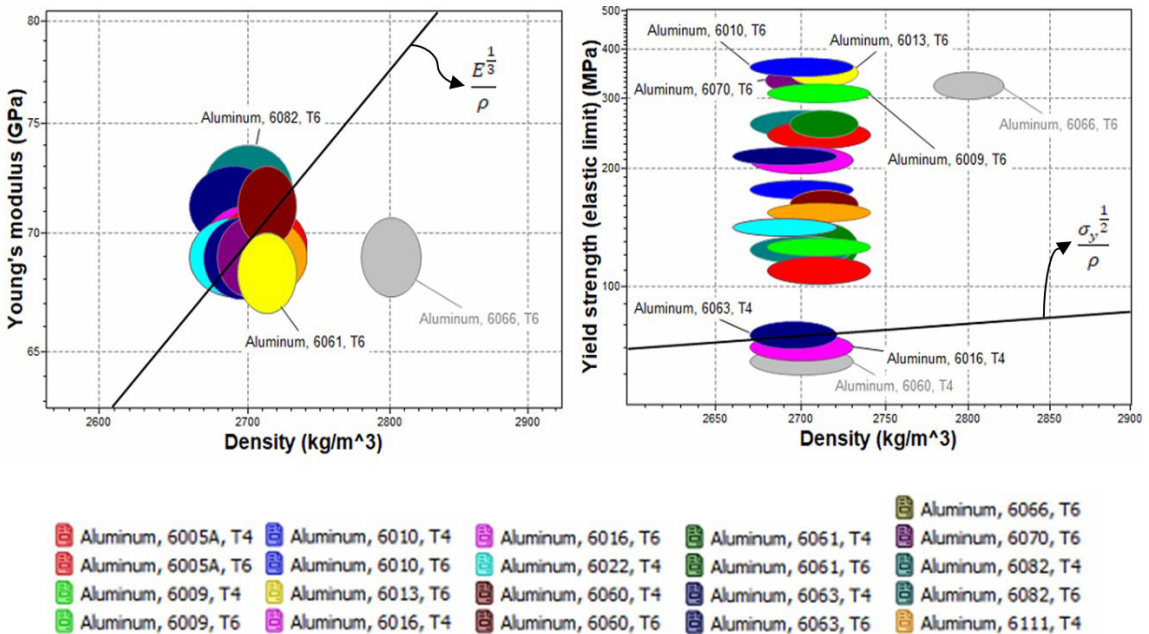 80
75
70
65
Young's modulus (GPa)
Aluminum, 6082, T6
Aluminum, 6066, T6
Aluminum, 6061, T6
E^1/3
ρ
2600
2700
2800
2900
Density (kg/m^3)
500
400
300
200
100
Yield strength (elastic limit) (MPa)
Aluminum, 6010, T6
Aluminum, 6013, T6
Aluminum, 6070, T6
Aluminum, 6066, T6
Aluminum, 6009, T6
σy^1/2
ρ
Aluminum, 6063, T4
Aluminum, 6016, T4
Aluminum, 6060, T4
2650
2700
2750
2800
2850
2900
Density (kg/m^3)
Aluminum, 6005A, T4
Aluminum, 6005A, T6
Aluminum, 6009, T4
Aluminum, 6009, T6
Aluminum, 6010, T4
Aluminum, 6010, T6
Aluminum, 6013, T6
Aluminum, 6016, T4
Aluminum, 6016, T6
Aluminum, 6022, T4
Aluminum, 6060, T4
Aluminum, 6060, T6
Aluminum, 6061, T4
Aluminum, 6061, T6
Aluminum, 6063, T4
Aluminum, 6063, T6
Aluminum, 6066, T6
Aluminum, 6070, T6
Aluminum, 6082, T4
Aluminum, 6082, T6
Aluminum, 6111, T4